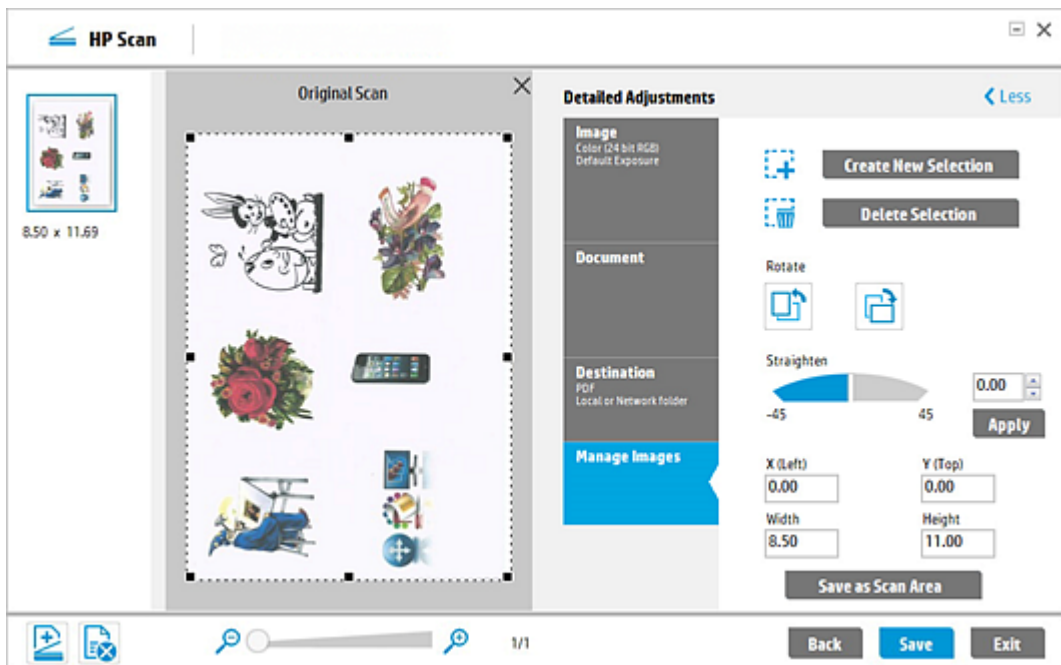 HP Scan
Original Scan
8.50 x 11.69
Detailed Adjustments
Less
Image
Color (24 bit RGB)
Default Exposure
Document
Destination
PDF
Local or Network folder
Manage Images
Create New Selection
Delete Selection
Rotate
Straighten
0.00
-45 45
Apply
X (Left) Y (Top)
0.00 0.00
Width Height
8.50 11.00
Save as Scan Area
1/1
Back Save Exit